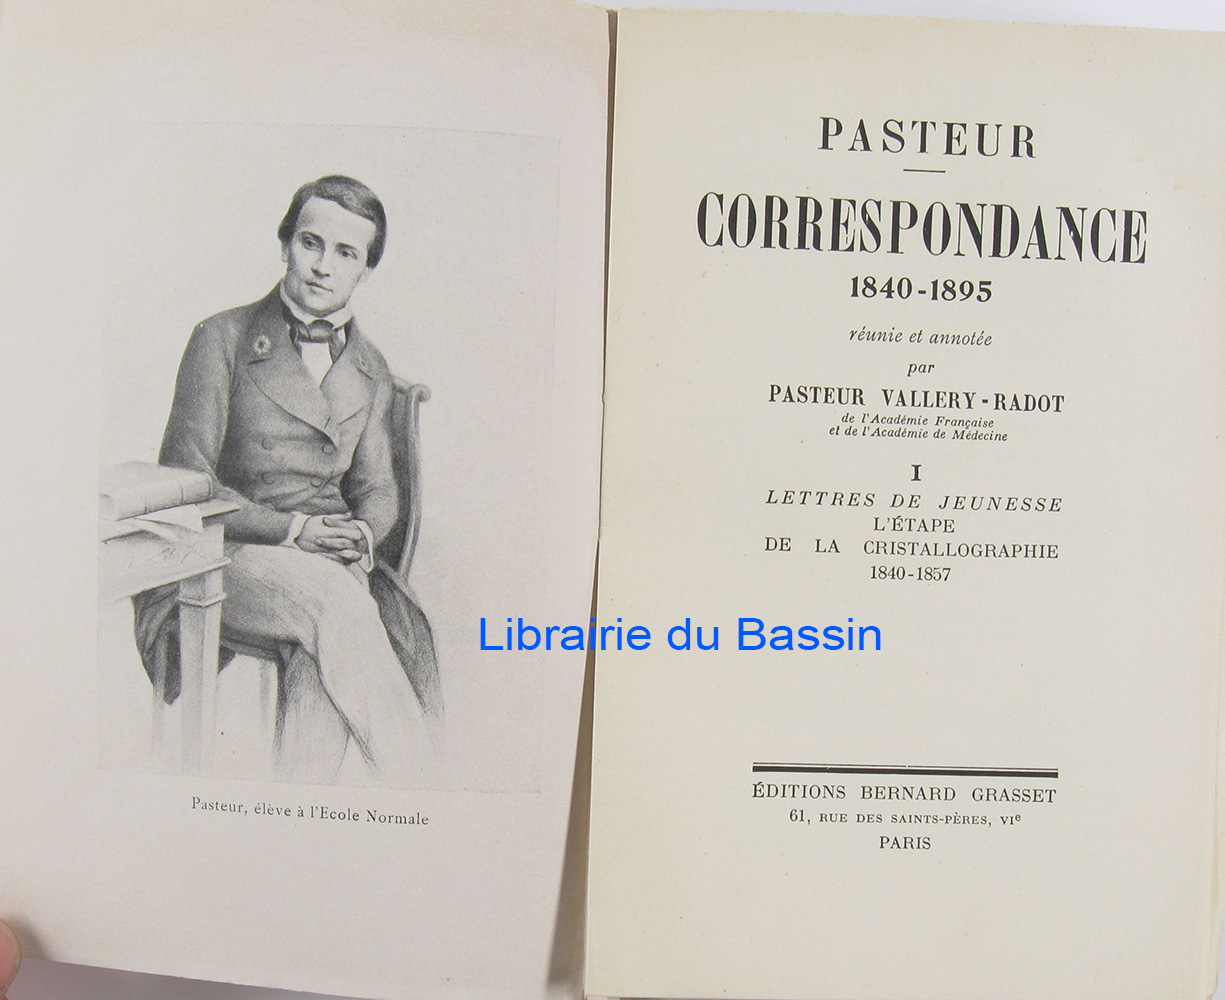 Pasteur, élève à l'Ecole Normale
PASTEUR
CORRESPONDANCE
1840-1895
réunie et annotée
par
PASTEUR VALLERY-RADOT
de l'Académie Française
et de l'Académie de Médecine
I
LETTRES DE JEUNESSE
L'ÉTAPE
DE LA CRISTALLOGRAPHIE
1840-1857
Librairie du Bassin
ÉDITIONS BERNARD GRASSET
61, RUE DES SAINTS-PÈRES, VIe
PARIS